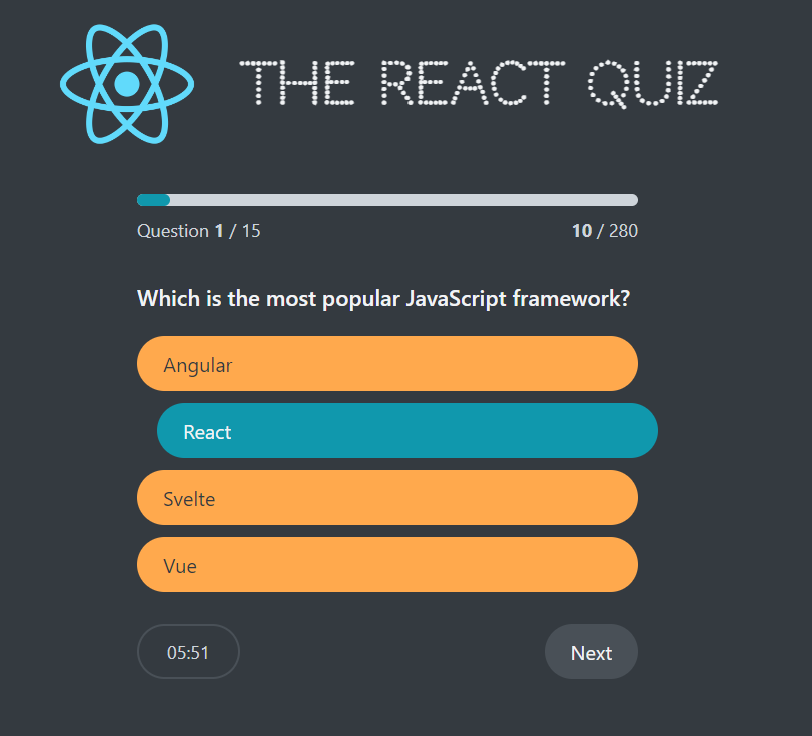 THE REACT QUIZ
Question 1 / 15
10 / 280
Which is the most popular JavaScript framework?
Angular
React
Svelte
Vue
05:51
Next